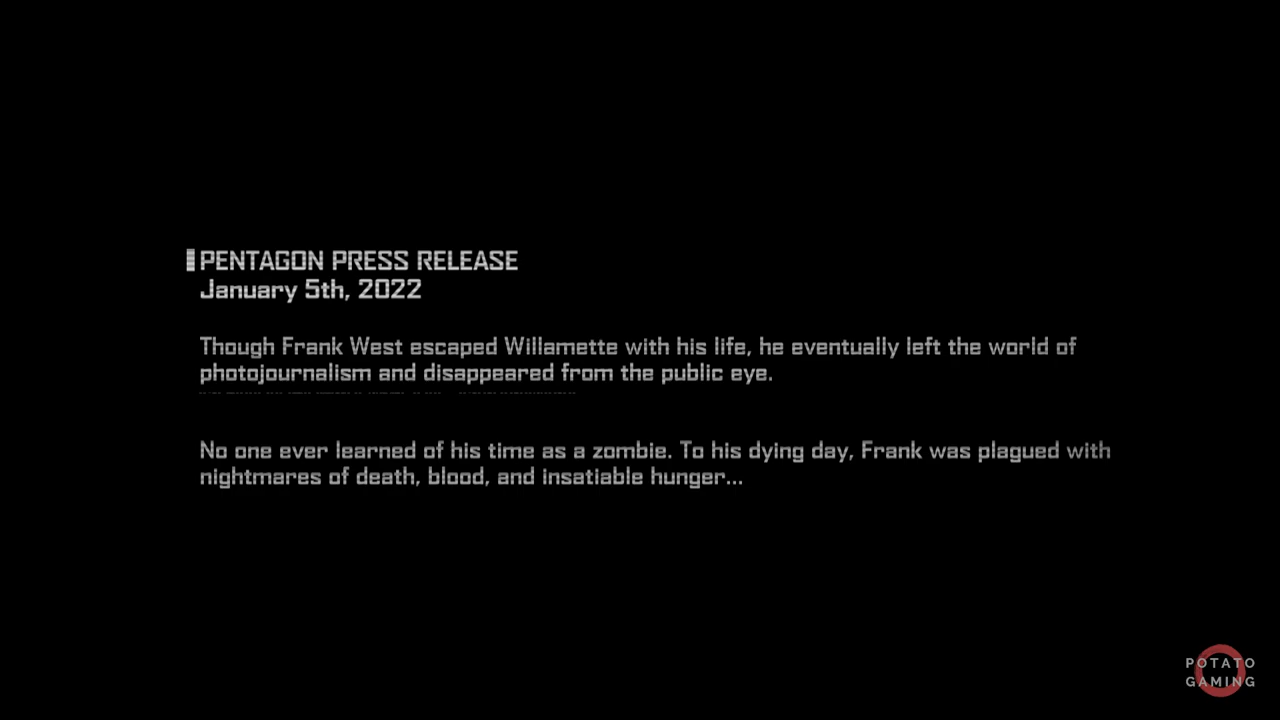 PENTAGON PRESS RELEASE
January 5th, 2022
Though Frank West escaped Willamette with his life, he eventually left the world of
photojournalism and disappeared from the public eye.
No one ever learned of his time as a zombie. To his dying day, Frank was plagued with
nightmares of death, blood, and insatiable hunger...
POTATO
GAMING